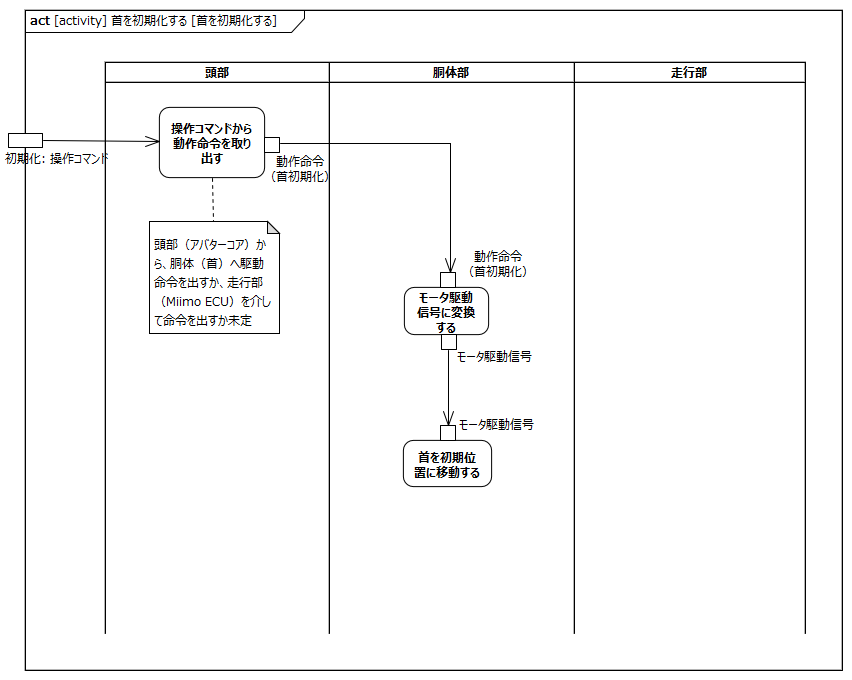 act [activity] 首を初期化する [首を初期化する]
頭部
胴体部
走行部
初期化: 操作コマンド
操作コマンドから
動作命令を取り
出す
動作命令
（首初期化）
頭部（アバターコア）か
ら、胴体（首）へ駆動
命令を出すか、走行部
（Miimo ECU）を介し
て命令を出すか未定
動作命令
（首初期化）
モータ駆動
信号に変換
する
モータ駆動信号
モータ駆動信号
首を初期位
置に移動する